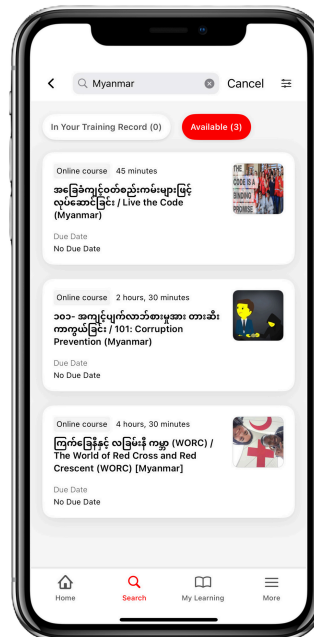 Myanmar
Cancel
In Your Training Record (0)
Available (3)
Online course 45 minutes
အခြေခံကျင့်ဝတ်စည်းကမ်းများဖြင့်
လုပ်ဆောင်ခြင်း / Live the Code
(Myanmar)
Due Date
No Due Date
THE
CODE IS A
BINDING
PROMISE
Online course 2 hours, 30 minutes
၁၀၁- အကျင့်ပျက်လာဘ်စားမှုအား တားဆီး
ကာကွယ်ခြင်း / 101: Corruption
Prevention (Myanmar)
Due Date
No Due Date
Online course 4 hours, 30 minutes
ကြက်ခြေနီနှင့် လခြမ်းနီ ကမ္ဘာ (WORC) /
The World of Red Cross and Red
Crescent (WORC) [Myanmar]
Due Date
No Due Date
Home
Search
My Learning
More